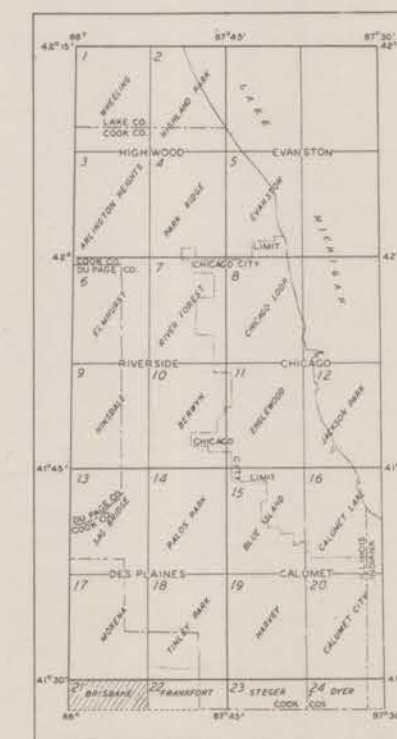 88° 87°45' 87°30'
42°15'
1 2
WHEELING HIGHLAND PARK LAKE
LAKE CO.
COOK CO.
HIGHWOOD EVANSTON
3 4 5
ARLINGTON HEIGHTS PARK RIDGE EVANSTON MICHIGAN
LIMIT
42° COOK CO. CHICAGO CITY
DU PAGE CO.
6 7 8
ELMHURST RIVER FOREST CHICAGO LOOP
RIVERSIDE CHICAGO
9 10 11 12
HINSDALE BERWYN ENGLEWOOD JACKSON PARK
CHICAGO
41°45' CITY
13 14 15 16
LIMIT
DU PAGE CO.
COOK CO.
SAG BRIDGE PALOS PARK BLUE ISLAND CALUMET LAKE
ILLINOIS
INDIANA
DES PLAINES CALUMET
17 18 19 20
MOKENA TINLEY PARK HARVEY CALUMET CITY
41°30'
21 BRISBANE 22 FRANKFORT 23 STEGER 24 DYER
COOK COS
88° 87°45' 87°30'